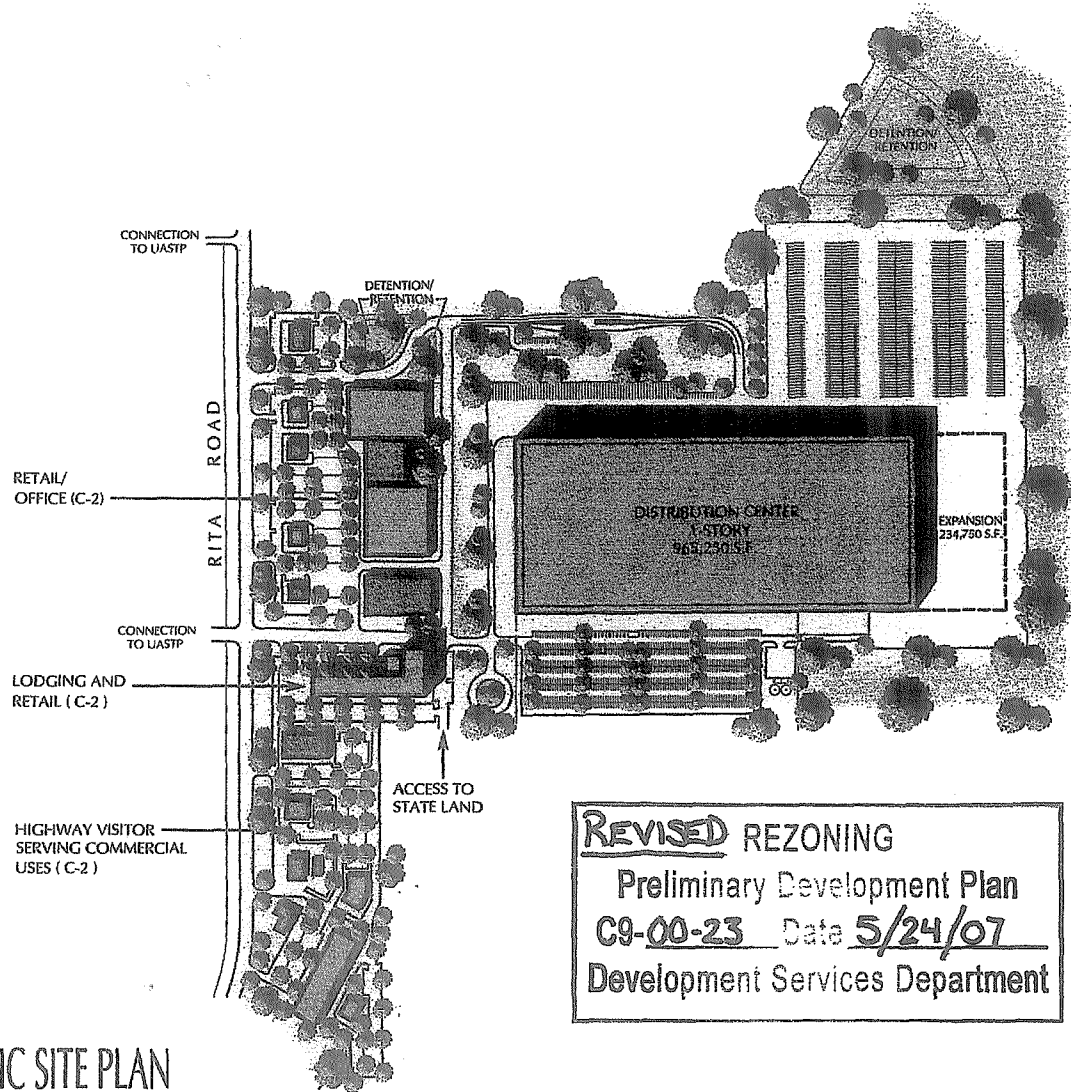 DETENTION/
RETENTION
CONNECTION
TO UASTP
DETENTION/
RETENTION
RITA ROAD
RETAIL/
OFFICE (C-2)
DISTRIBUTION CENTER
1-STORY
S.F.
EXPANSION
234,750 S.F.
CONNECTION
TO UASTP
LODGING AND
RETAIL ( C-2 )
ACCESS TO
STATE LAND
HIGHWAY VISITOR
SERVING COMMERCIAL
USES ( C-2 )
REVISED REZONING
Preliminary Development Plan
C9-00-23 Date 5/24/07
Development Services Department
IC SITE PLAN